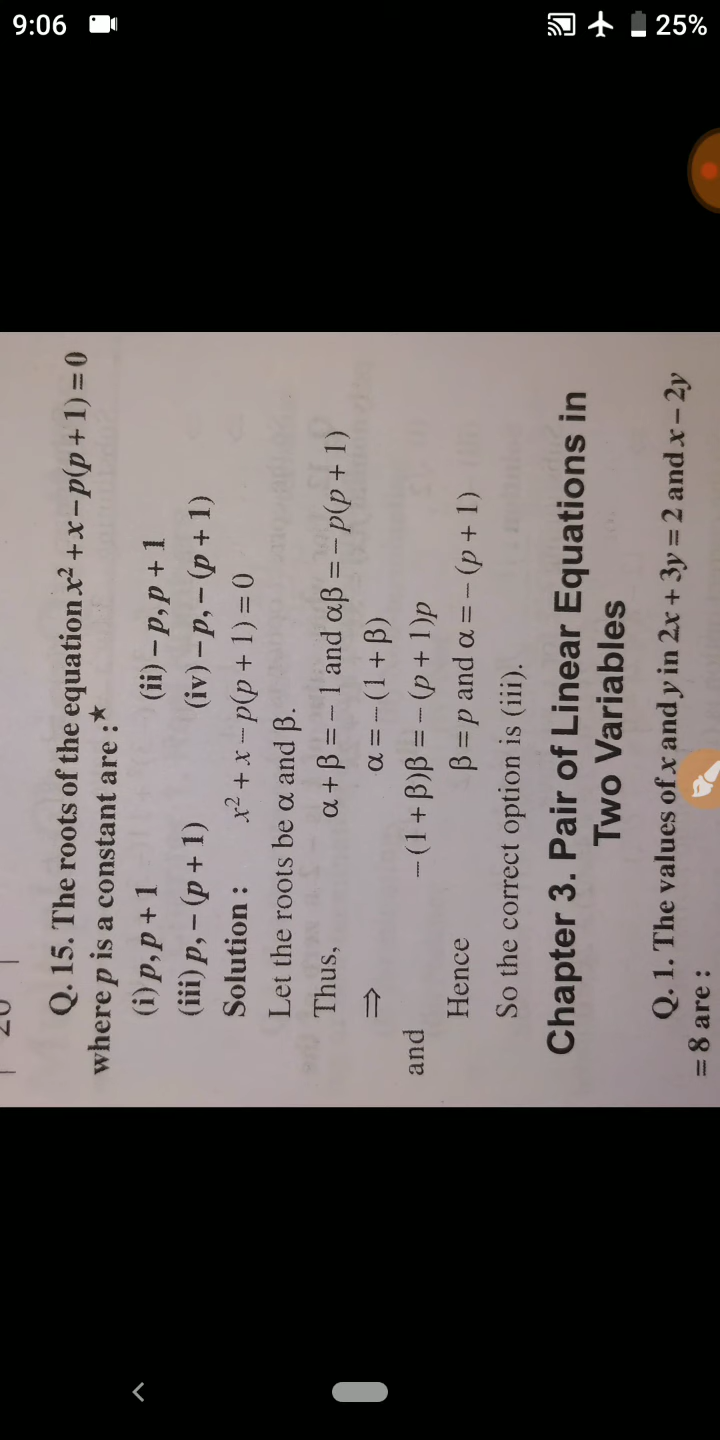 9:06
25%
20
Q. 15. The roots of the equation x² + x – p(p + 1) = 0
where p is a constant are :★
(i) p, p + 1 (ii) – p, p + 1
(iii) p, – (p + 1) (iv) – p, – (p + 1)
Solution : x² + x – p(p + 1) = 0
Let the roots be α and β.
Thus, α + β = – 1 and αβ = – p(p + 1)
⇒ α = – (1 + β)
and – (1 + β)β = – (p + 1)p
Hence β = p and α = – (p + 1)
So the correct option is (iii).
Chapter 3. Pair of Linear Equations in
Two Variables
Q. 1. The values of x and y in 2x + 3y = 2 and x – 2y
= 8 are :